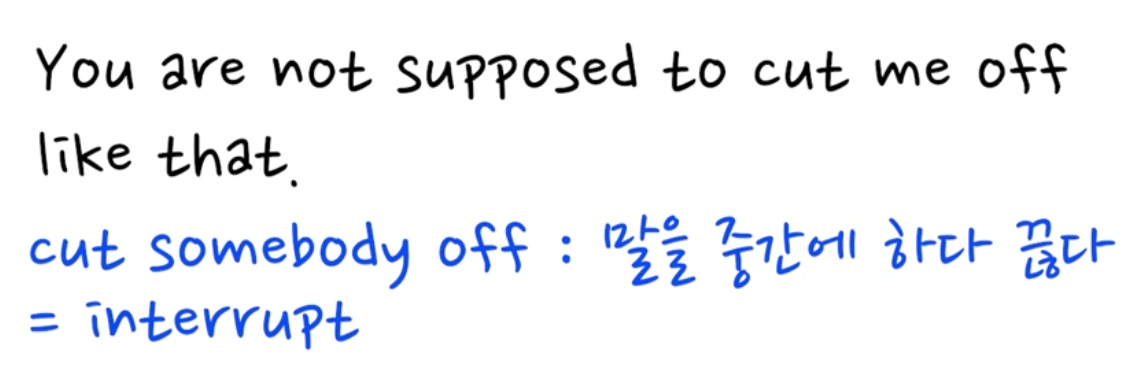 You are not supposed to cut me off
like that.
cut somebody off : 말을 중간에 하다 끊다
= interrupt